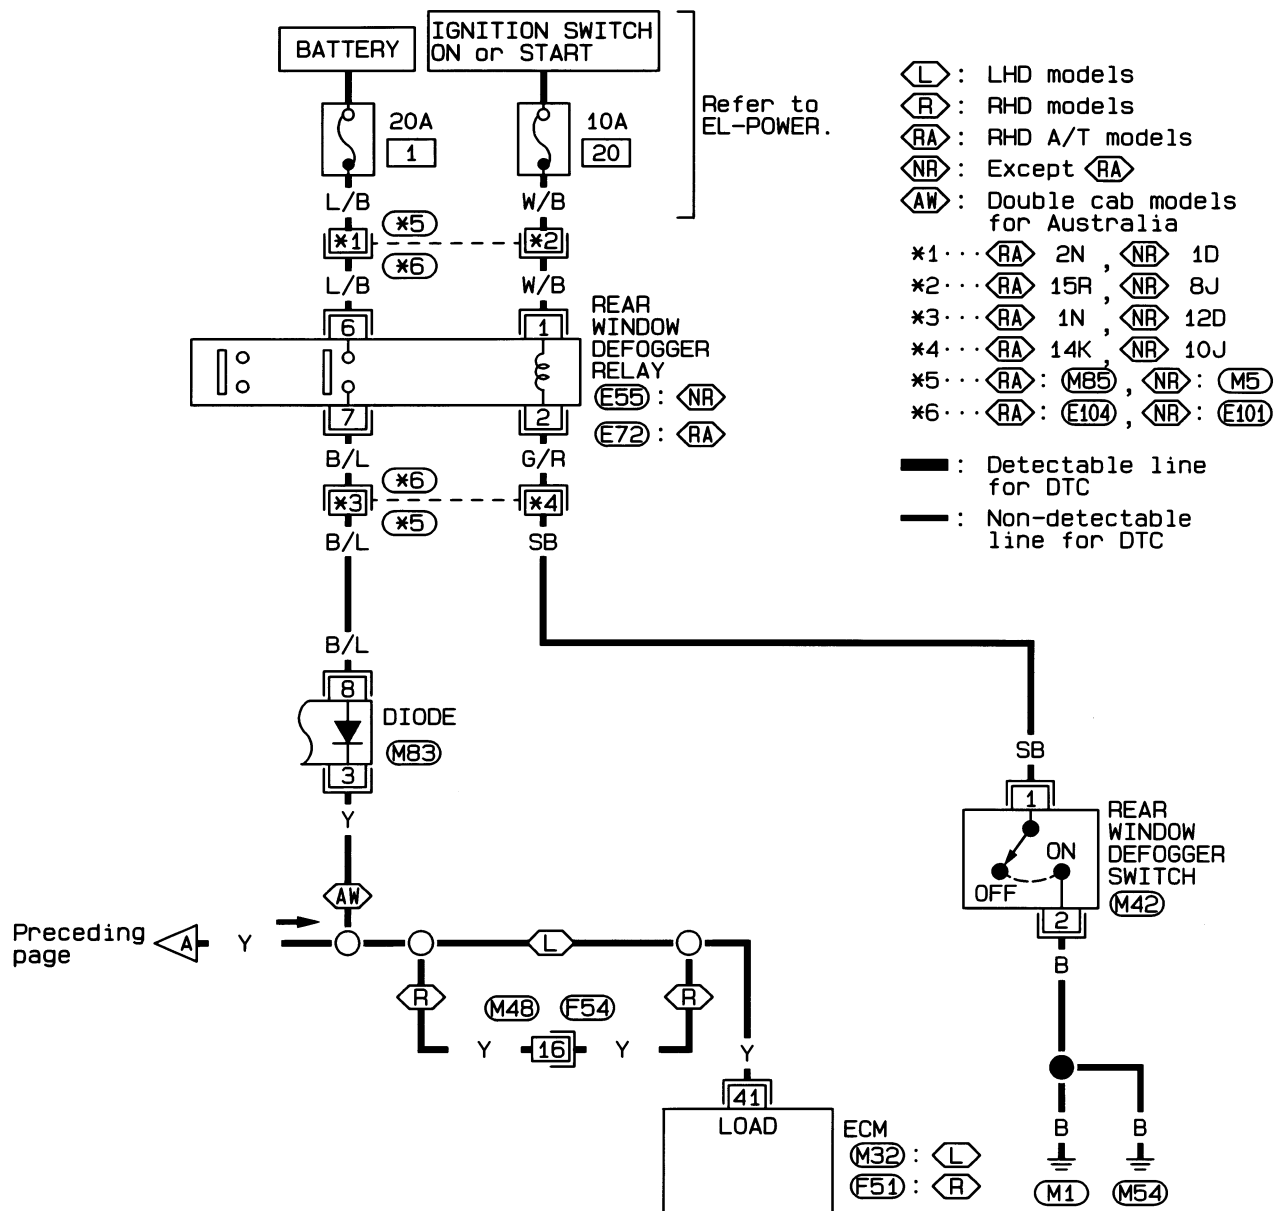 BATTERY
IGNITION SWITCH
ON or START
20A
1
10A
20
Refer to
EL-POWER.
L/B
W/B
*1
*5
*6
*2
L/B
W/B
6
1
REAR
WINDOW
DEFOGGER
RELAY
E55 : NR
E72 : RA
7
2
B/L
G/R
*3
*6
*5
*4
B/L
SB
B/L
8
DIODE
M83
3
Y
AW
Preceding
page
A
Y
L
R
M48
F54
R
Y
16
Y
Y
41
LOAD
ECM
M32 : L
F51 : R
SB
1
REAR
WINDOW
DEFOGGER
SWITCH
M42
ON
OFF
2
B
B
B
M1
M54
L : LHD models
R : RHD models
RA : RHD A/T models
NR : Except RA
AW : Double cab models
for Australia
*1··· RA 2N , NR 1D
*2··· RA 15R , NR 8J
*3··· RA 1N , NR 12D
*4··· RA 14K , NR 10J
*5··· RA : M85 , NR : M5
*6··· RA : E104 , NR : E101
: Detectable line
for DTC
: Non-detectable
line for DTC